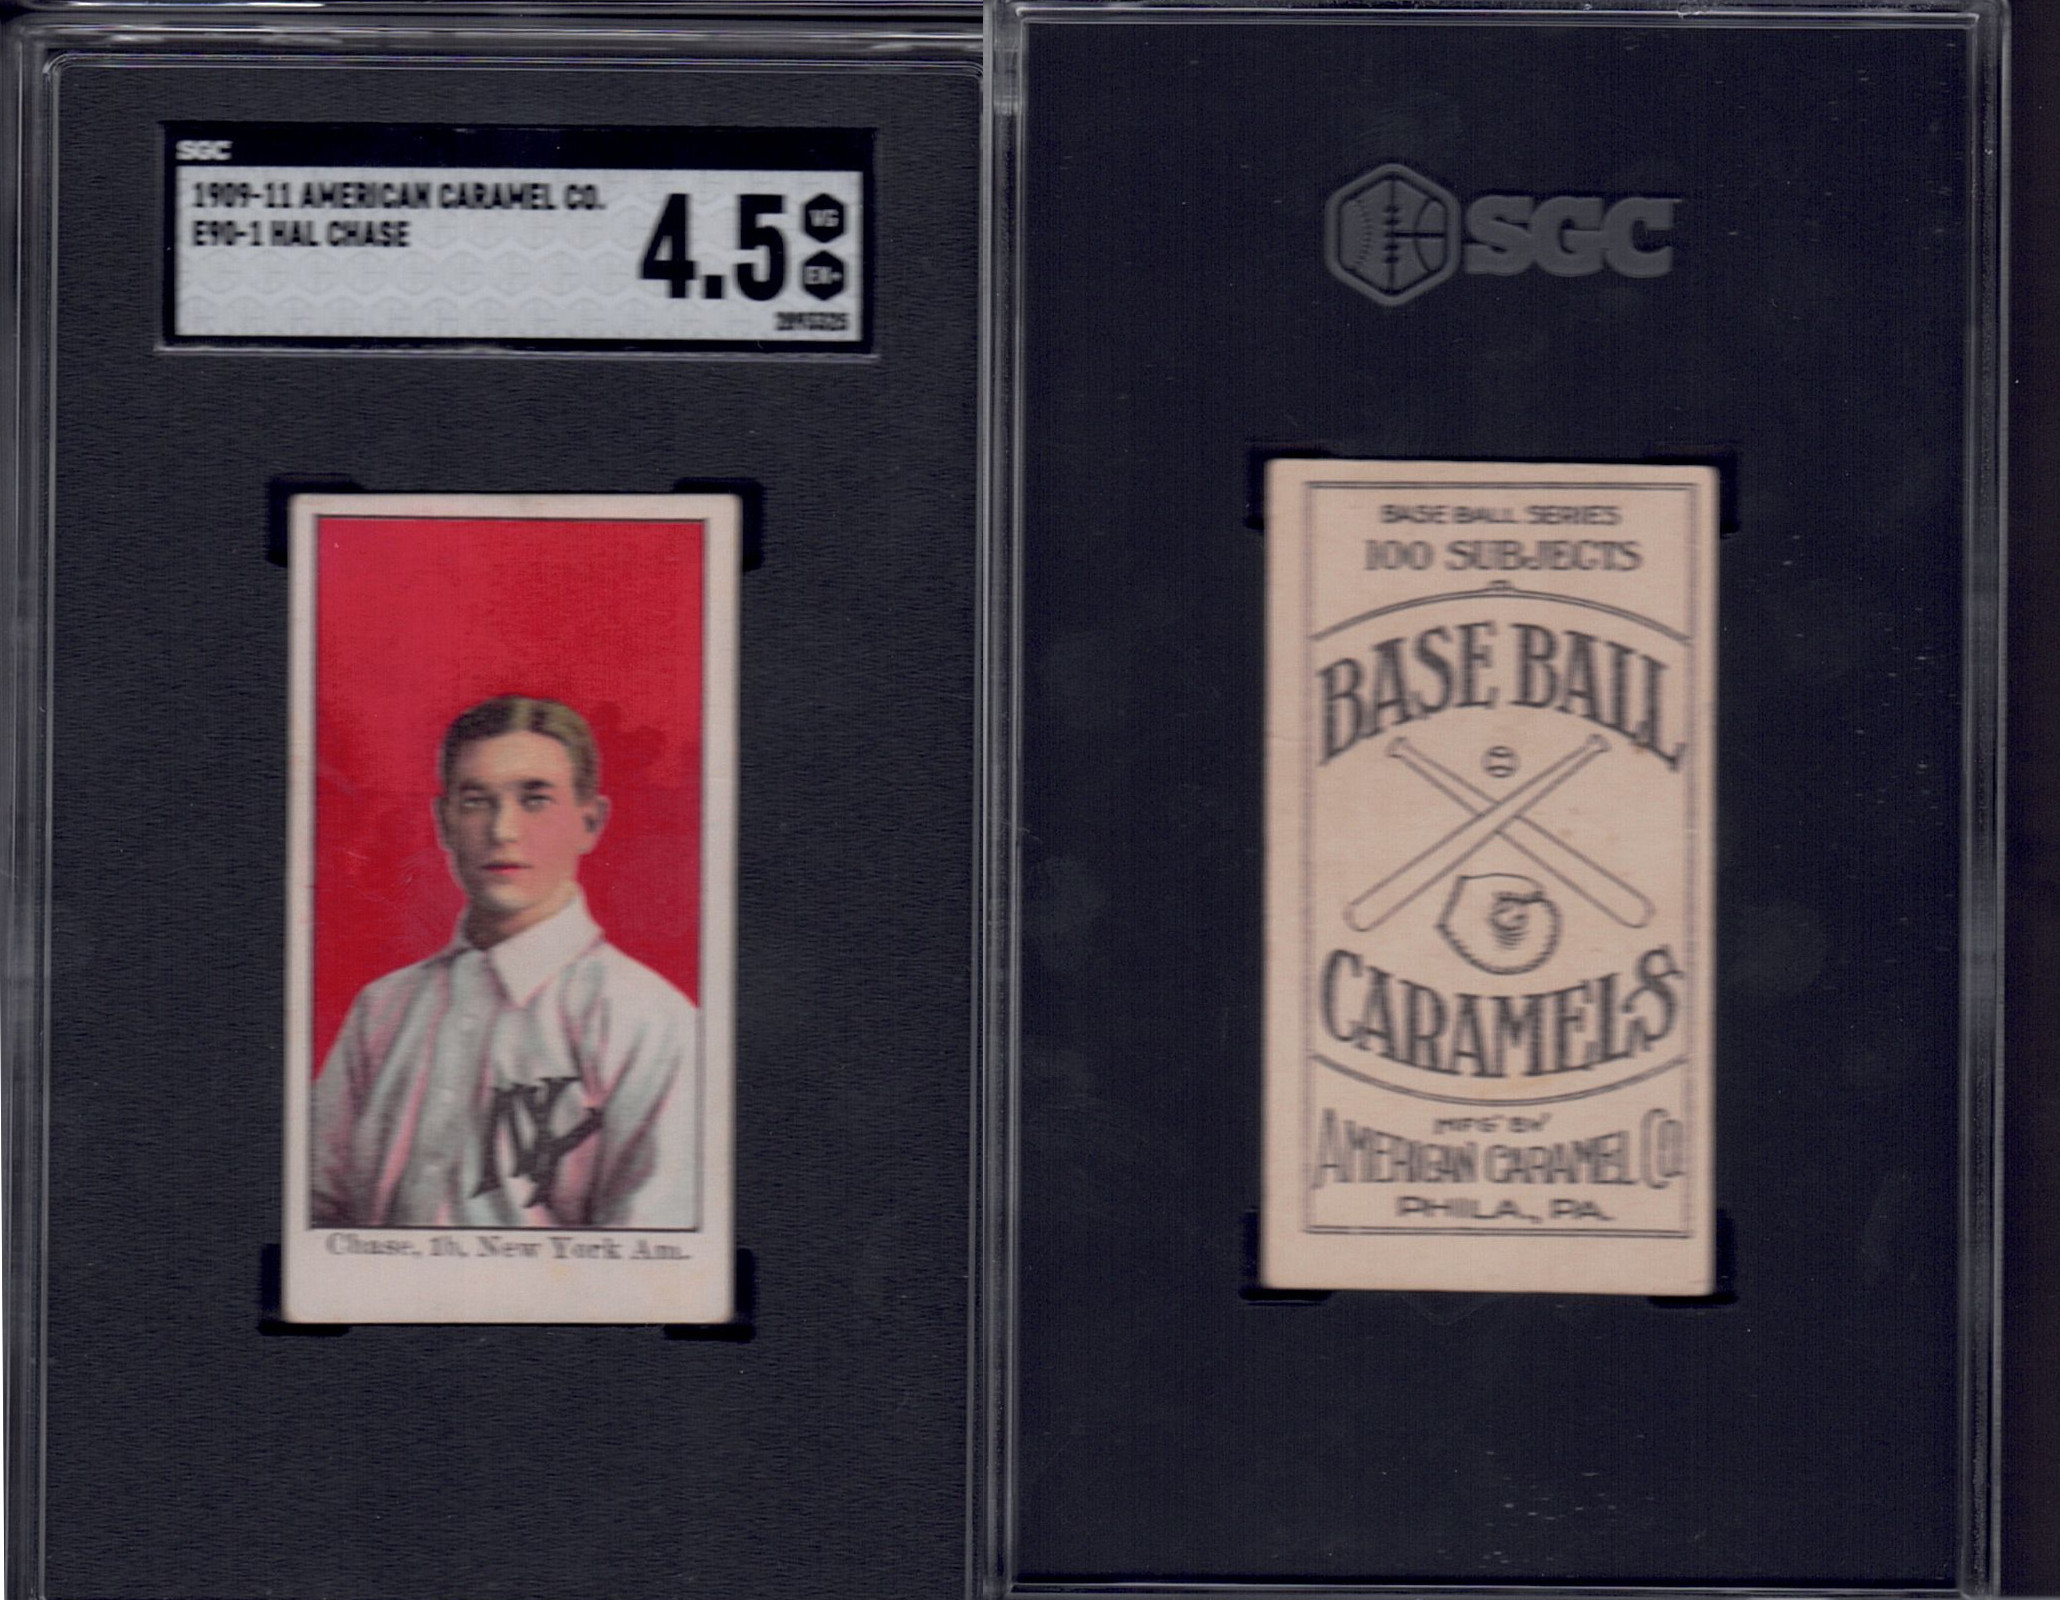 SGC
1909-11 AMERICAN CARAMEL CO.
E90-1 HAL CHASE
4.5
VG
EX+
NY
Chase, 1b, New York Am.
SGC
BASE BALL SERIES
100 SUBJECTS
BASE BALL
CARAMELS
MFG' BY
AMERICAN CARAMEL CO.
PHILA., PA.